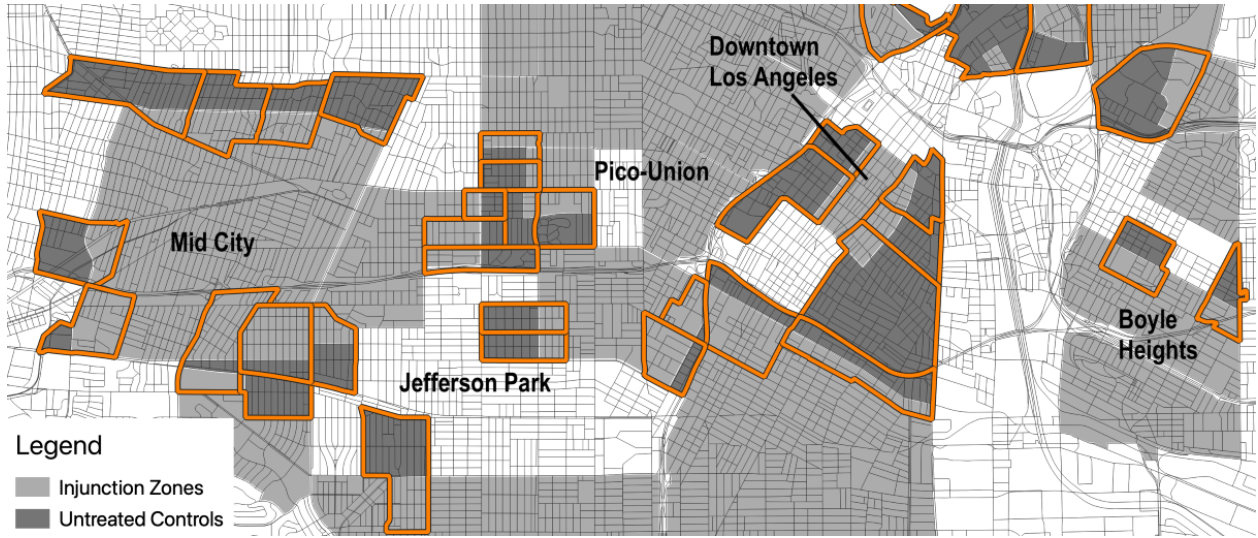 Downtown
Los Angeles
Pico-Union
Mid City
Boyle
Heights
Jefferson Park
Legend
Injunction Zones
Untreated Controls